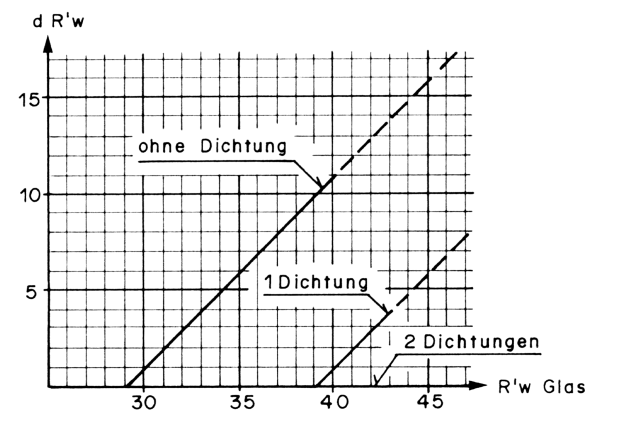 d R'w
15
ohne Dichtung
10
1 Dichtung
5
2 Dichtungen
R'w Glas
30 35 40 45